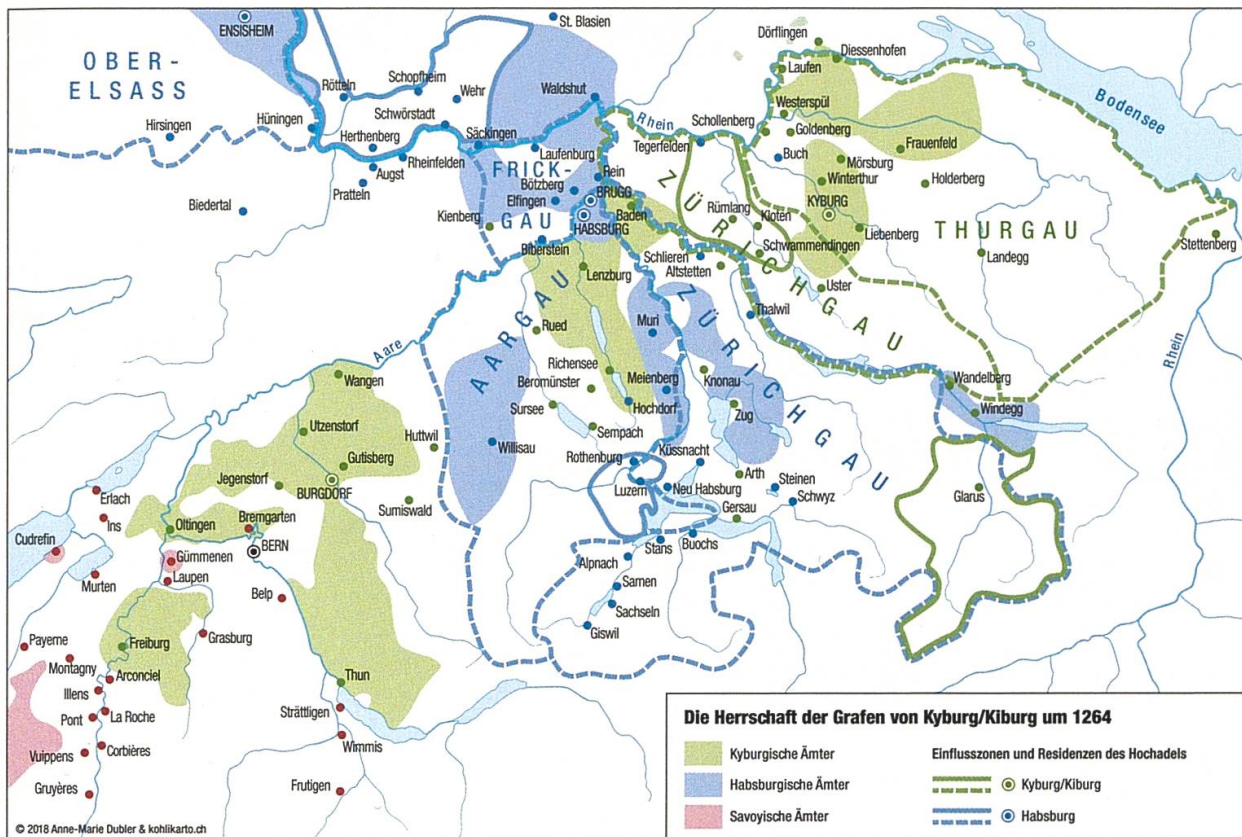 ENSISHEIM
St. Blasien
Dörflingen
Diessenhofen
OBER-
ELSASS
Schopfheim
Laufen
Rötteln
Wehr
Waldshut
Westerspül
Bodensee
Hirsingen
Hüningen
Schwörstadt
Rhein
Schollenberg
Goldenberg
Herthenberg
Säckingen
Tegerfelden
Frauenfeld
Laufenburg
Buch
Mörsburg
Augst
Rheinfelden
FRICK-
GAU
Rein
Winterthur
Holderberg
Pratteln
Bötzberg
BRUGG
ZÜRICHGAU
KYBURG
Biedertal
Elfingen
Baden
Rümlang
Kloten
THURGAU
Kienberg
HABSBURG
Liebenberg
Stettenberg
Biberstein
Schwammendingen
Landegg
Schlieren
Altstetten
Lenzburg
Uster
AARGAU
ZÜRICHGAU
Thalwil
Rued
Muri
Rhein
Aare
Richensee
Wangen
Beromünster
Meienberg
Knonau
Wandelberg
Sursee
Hochdorf
Zug
Windegg
Utzenstorf
Huttwil
Sempach
Willisau
Gutisberg
Rothenburg
Küssnacht
Jegenstorf
Arth
BURGDORF
Luzern
Neu Habsburg
Steinen
Glarus
Erlach
Sumiswald
Schwyz
Ins
Oltingen
Bremgarten
Gersau
Cudrefin
BERN
Stans
Buochs
Gümmenen
Alpnach
Murten
Laupen
Samen
Belp
Sachseln
Giswil
Payerne
Freiburg
Grasburg
Montagny
Arconciel
Thun
Illens
Pont
La Roche
Strättligen
Vuippens
Corbières
Wimmis
Gruyères
Frutigen
Die Herrschaft der Grafen von Kyburg/Kiburg um 1264
Kyburgische Ämter
Einflusszonen und Residenzen des Hochadels
Habsburgische Ämter
Kyburg/Kiburg
Savoyische Ämter
Habsburg
© 2018 Anne-Marie Dubler & kohlikarto.ch